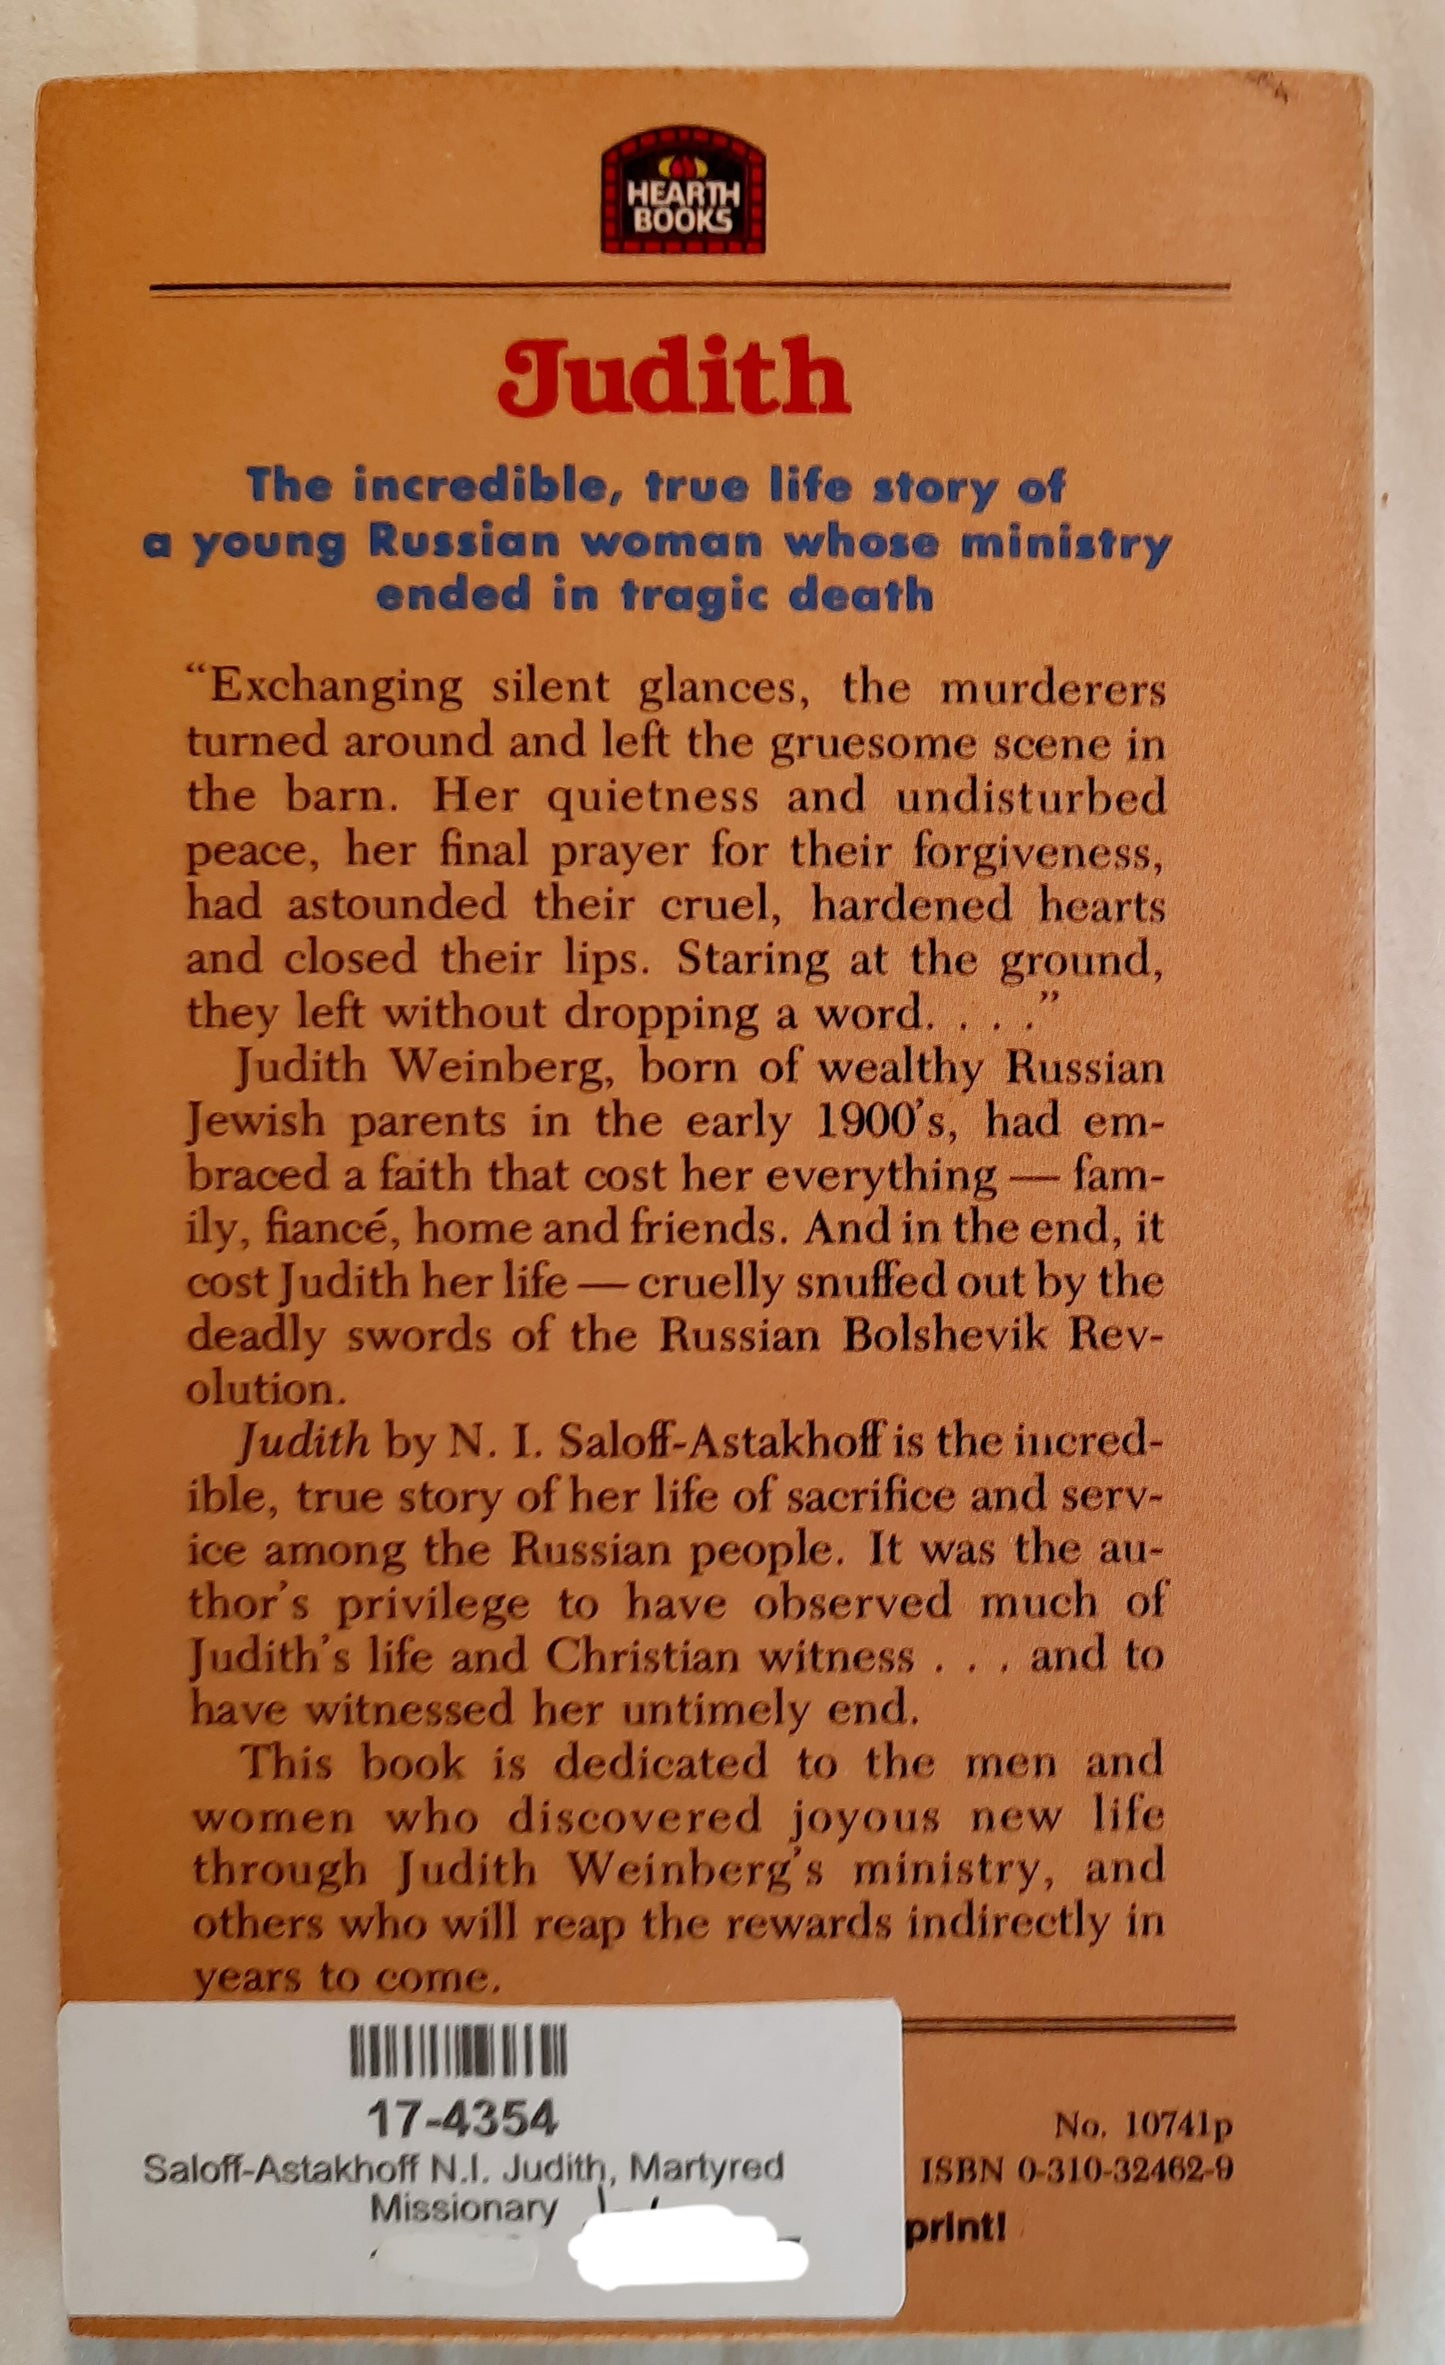 HEARTH
BOOKS
Judith
The incredible, true life story of
a young Russian woman whose ministry
ended in tragic death
“Exchanging silent glances, the murderers
turned around and left the gruesome scene in
the barn. Her quietness and undisturbed
peace, her final prayer for their forgiveness,
had astounded their cruel, hardened hearts
and closed their lips. Staring at the ground,
they left without dropping a word. . . .”
Judith Weinberg, born of wealthy Russian
Jewish parents in the early 1900's, had em-
braced a faith that cost her everything — fam-
ily, fiancé, home and friends. And in the end, it
cost Judith her life — cruelly snuffed out by the
deadly swords of the Russian Bolshevik Rev-
olution.
Judith by N. I. Saloff-Astakhoff is the incred-
ible, true story of her life of sacrifice and serv-
ice among the Russian people. It was the au-
thor's privilege to have observed much of
Judith's life and Christian witness . . . and to
have witnessed her untimely end.
This book is dedicated to the men and
women who discovered joyous new life
through Judith Weinberg's ministry, and
others who will reap the rewards indirectly in
years to come.
17-4354
Saloff-Astakhoff N.I. Judith, Martyred
Missionary
No. 10741p
ISBN 0-310-32462-9
print!